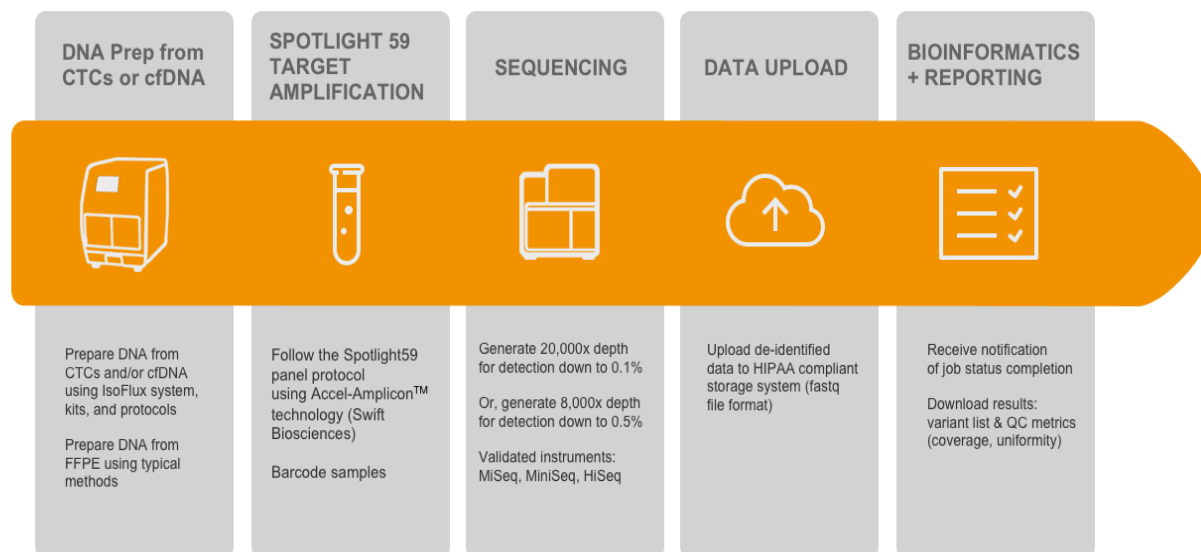 DNA Prep from
CTCs or cfDNA
Prepare DNA from
CTCs and/or cfDNA
using IsoFlux system,
kits, and protocols
Prepare DNA from
FFPE using typical
methods
SPOTLIGHT 59
TARGET
AMPLIFICATION
Follow the Spotlight59
panel protocol
using Accel-Amplicon™
technology (Swift
Biosciences)
Barcode samples
SEQUENCING
Generate 20,000x depth
for detection down to 0.1%
Or, generate 8,000x depth
for detection down to 0.5%
Validated instruments:
MiSeq, MiniSeq, HiSeq
DATA UPLOAD
Upload de-identified
data to HIPAA compliant
storage system (fastq
file format)
BIOINFORMATICS
+ REPORTING
Receive notification
of job status completion
Download results:
variant list & QC metrics
(coverage, uniformity)